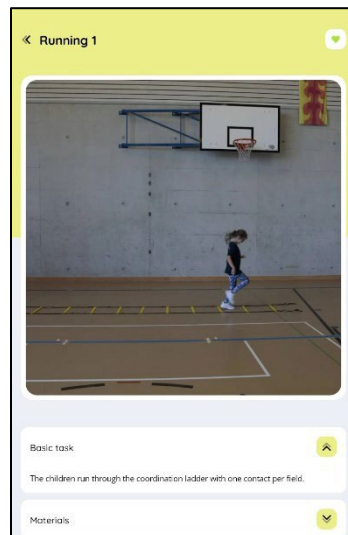 Running 1
Basic task
The children run through the coordination ladder with one contact per field.
Materials